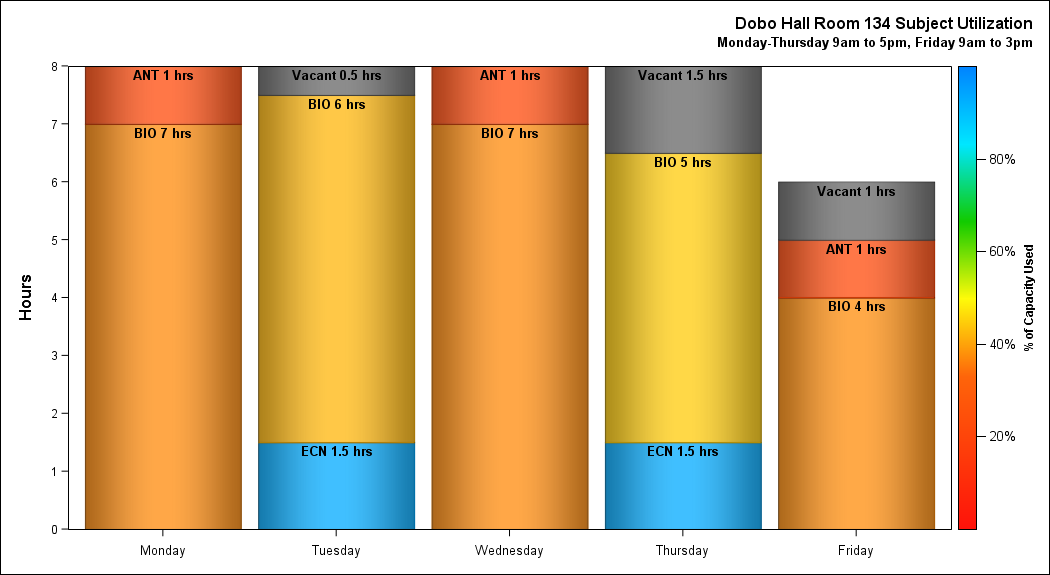 Dobo Hall Room 134 Subject Utilization
Monday-Thursday 9am to 5pm, Friday 9am to 3pm
Hours
8
7
6
5
4
3
2
1
0
ANT 1 hrs
BIO 7 hrs
Vacant 0.5 hrs
BIO 6 hrs
ECN 1.5 hrs
ANT 1 hrs
BIO 7 hrs
Vacant 1.5 hrs
BIO 5 hrs
ECN 1.5 hrs
Vacant 1 hrs
ANT 1 hrs
BIO 4 hrs
Monday
Tuesday
Wednesday
Thursday
Friday
80%
60%
40%
20%
% of Capacity Used